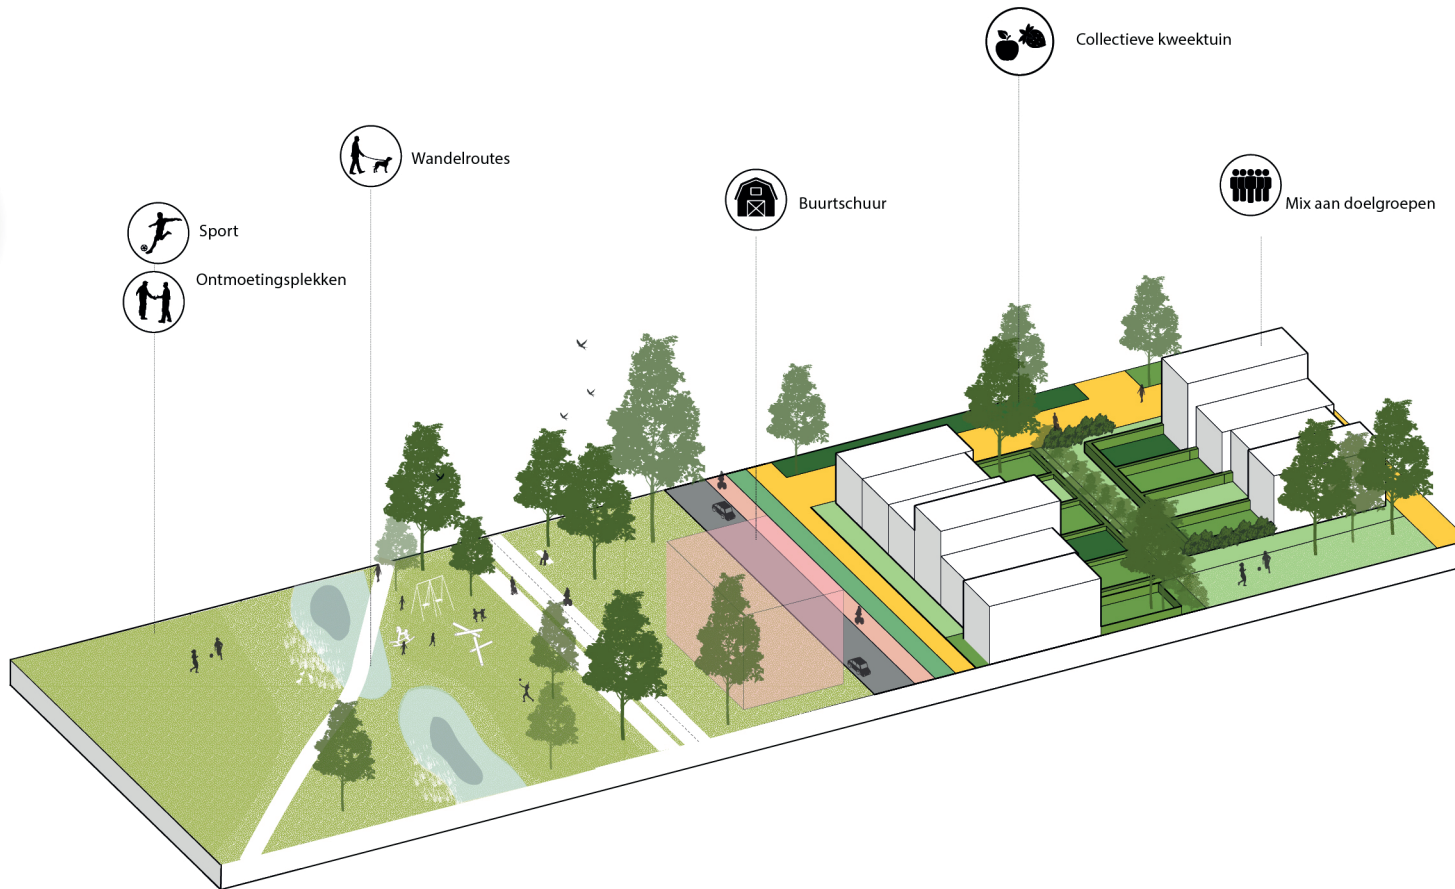 Collectieve kweektuin
Wandelroutes
Buurtschuur
Mix aan doelgroepen
Sport
Ontmoetingsplekken